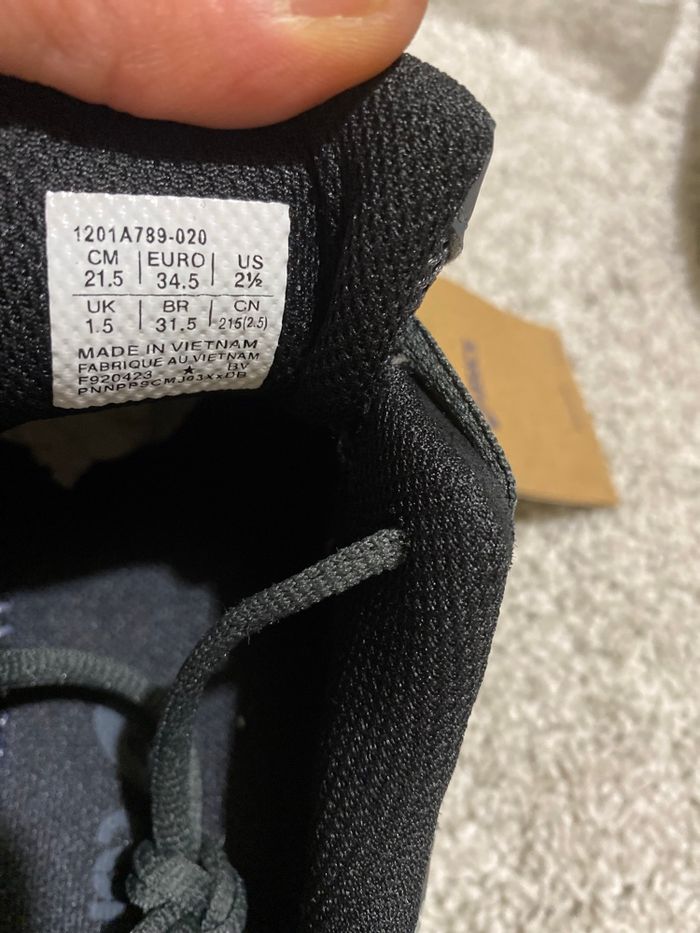 1201A789-020
CM | EURO | US
21.5 | 34.5 | 2½
UK | BR | CN
1.5 | 31.5 | 215(2.5)
MADE IN VIETNAM
FABRIQUE AU VIETNAM
F920423 ★ BV